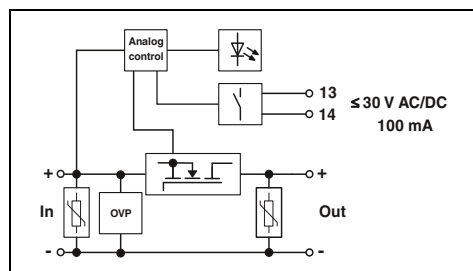 Analog
control
13
14
≤ 30 V AC/DC
100 mA
+
+
In
OVP
Out
-
-